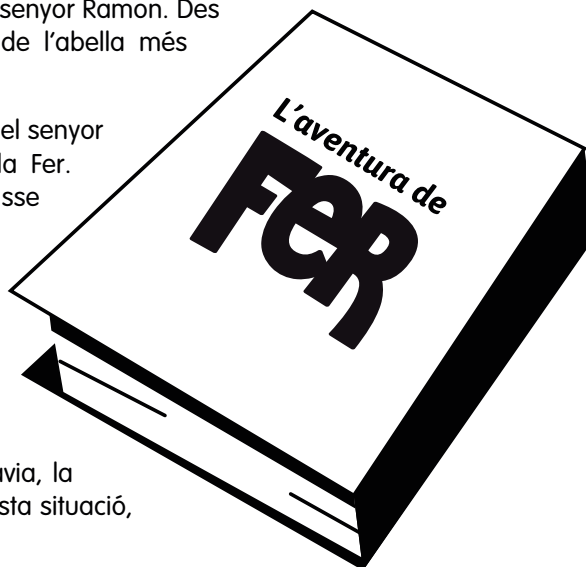 senyor Ramon. Des
de l'abella més
el senyor
la Fer.
sse
via, la
sta situació,
L'aventura de
FeR